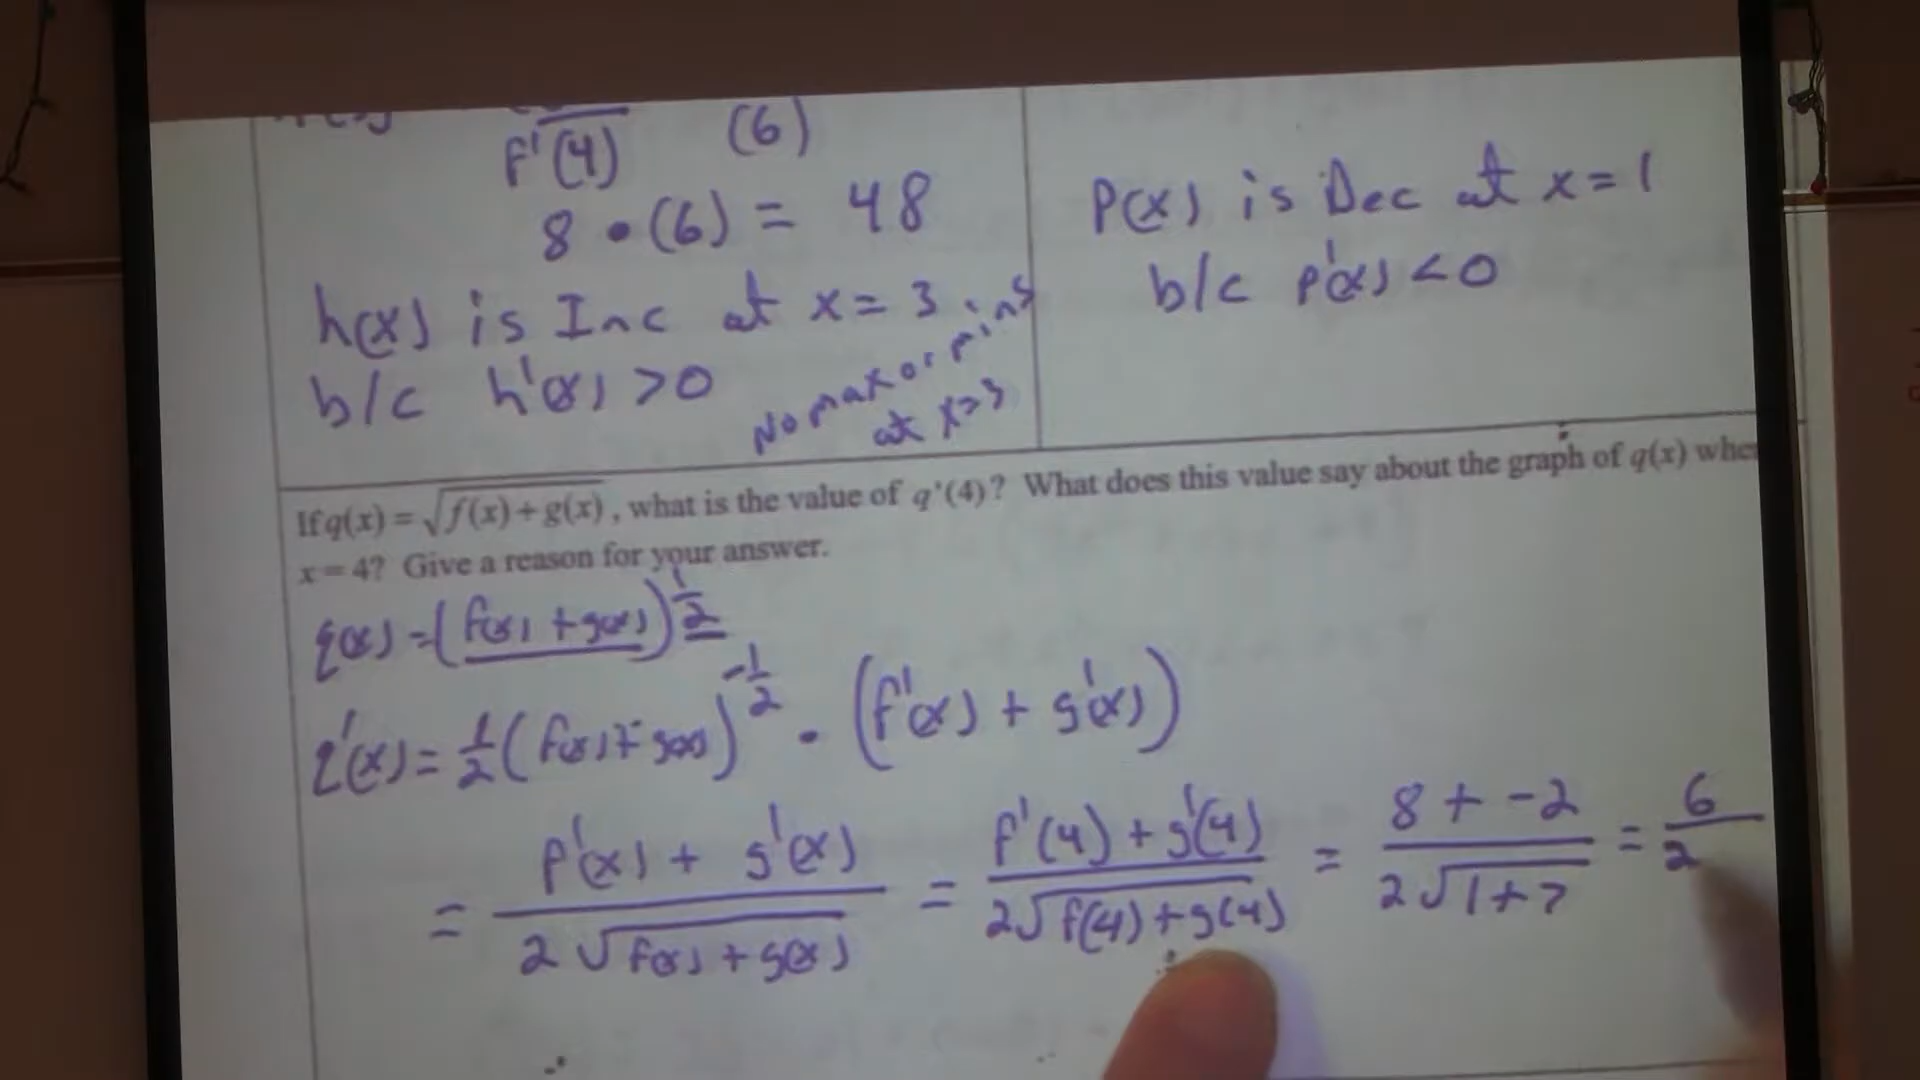 f'(4) (6)
8 • (6) = 48
h(x) is Inc at x = 3
b/c h'(x) > 0
No max or mins
at x=3
P(x) is Dec at x = 1
b/c p'(x) < 0
If q(x) = √f(x)+g(x), what is the value of q'(4)? What does this value say about the graph of q(x) whe
x = 4? Give a reason for your answer.
q(x) = (f(x) + g(x))^1/2
q'(x) = 1/2 (f(x) + g(x))^-1/2 • (f'(x) + g'(x))
= f'(x) + g'(x) / 2√f(x) + g(x) = f'(4) + g'(4) / 2√f(4) + g(4) = 8 + -2 / 2√1+7 = 6 / 2